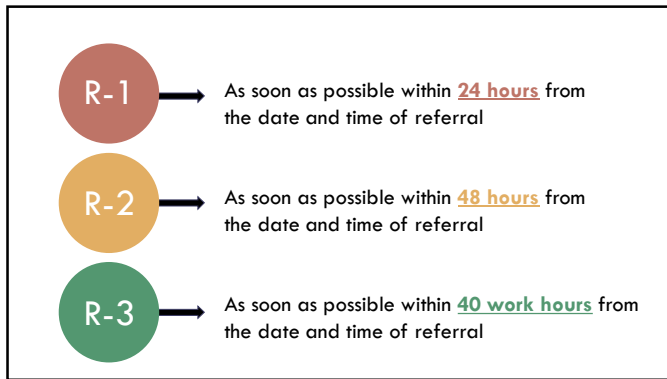 R-1
As soon as possible within 24 hours from
the date and time of referral
R-2
As soon as possible within 48 hours from
the date and time of referral
R-3
As soon as possible within 40 work hours from
the date and time of referral